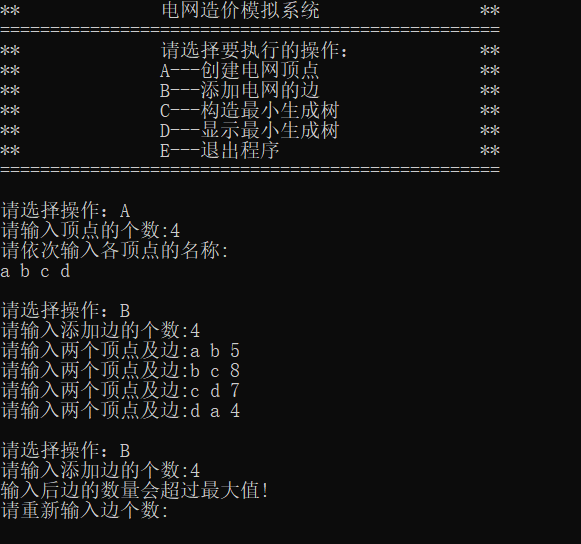 ** 电网造价模拟系统 **
==================================================
** 请选择要执行的操作: **
** A---创建电网顶点 **
** B---添加电网的边 **
** C---构造最小生成树 **
** D---显示最小生成树 **
** E---退出程序 **
==================================================
请选择操作：A
请输入顶点的个数:4
请依次输入各顶点的名称:
a b c d
请选择操作：B
请输入添加边的个数:4
请输入两个顶点及边:a b 5
请输入两个顶点及边:b c 8
请输入两个顶点及边:c d 7
请输入两个顶点及边:d a 4
请选择操作：B
请输入添加边的个数:4
输入后边的数量会超过最大值!
请重新输入边个数: